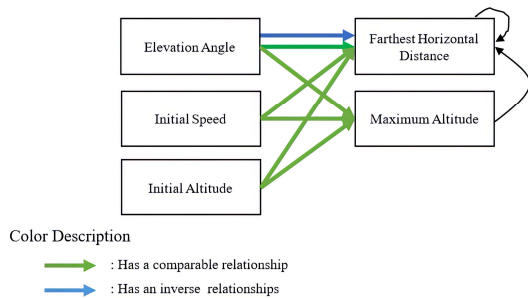 Elevation Angle
Farthest Horizontal
Distance
Initial Speed
Maximum Altitude
Initial Altitude
Color Description
: Has a comparable relationship
: Has an inverse relationships